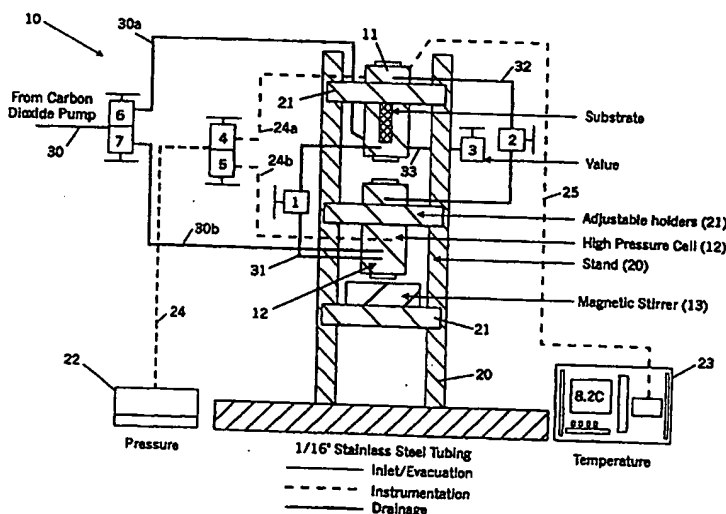 10
30a
11
32
From Carbon
Dioxide Pump
6
7
30
21
4
5
24a
24b
Substrate
2
3
Value
33
1
25
30b
31
12
Adjustable holders (21)
High Pressure Cell (12)
Stand (20)
Magnetic Stirrer (13)
24
21
22
20
23
8.2C
Pressure
Temperature
1/16" Stainless Steel Tubing
Inlet/Evacuation
Instrumentation
Drainage